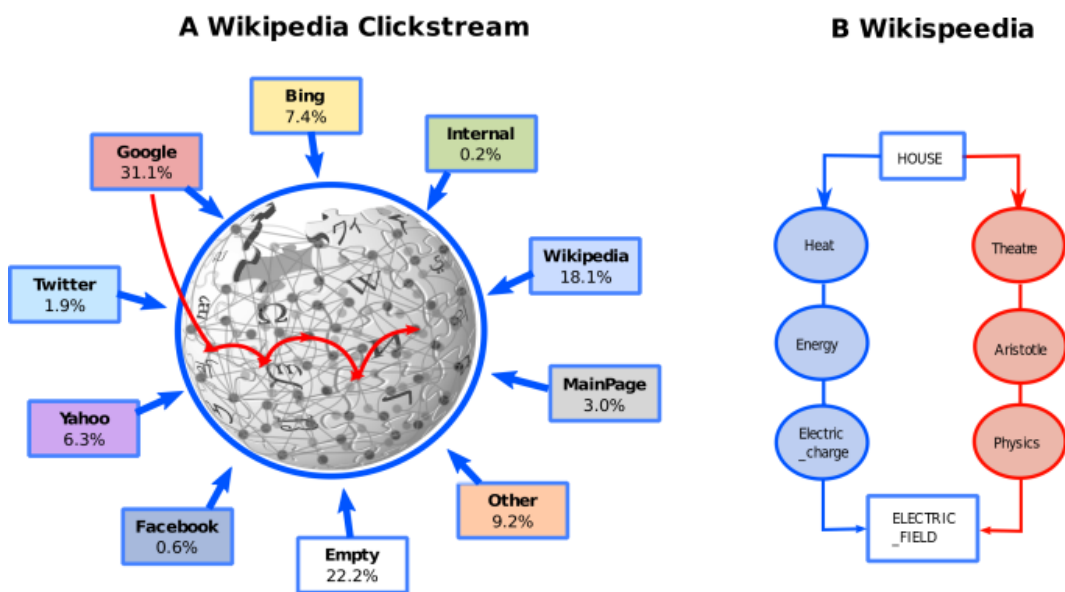 A Wikipedia Clickstream
B Wikispeedia
Bing
7.4%
Internal
0.2%
Google
31.1%
Wikipedia
18.1%
Twitter
1.9%
MainPage
3.0%
Yahoo
6.3%
Other
9.2%
Facebook
0.6%
Empty
22.2%
HOUSE
Heat
Theatre
Energy
Aristotle
Electric
_charge
Physics
ELECTRIC
_FIELD
ウィ
W
Ω
И